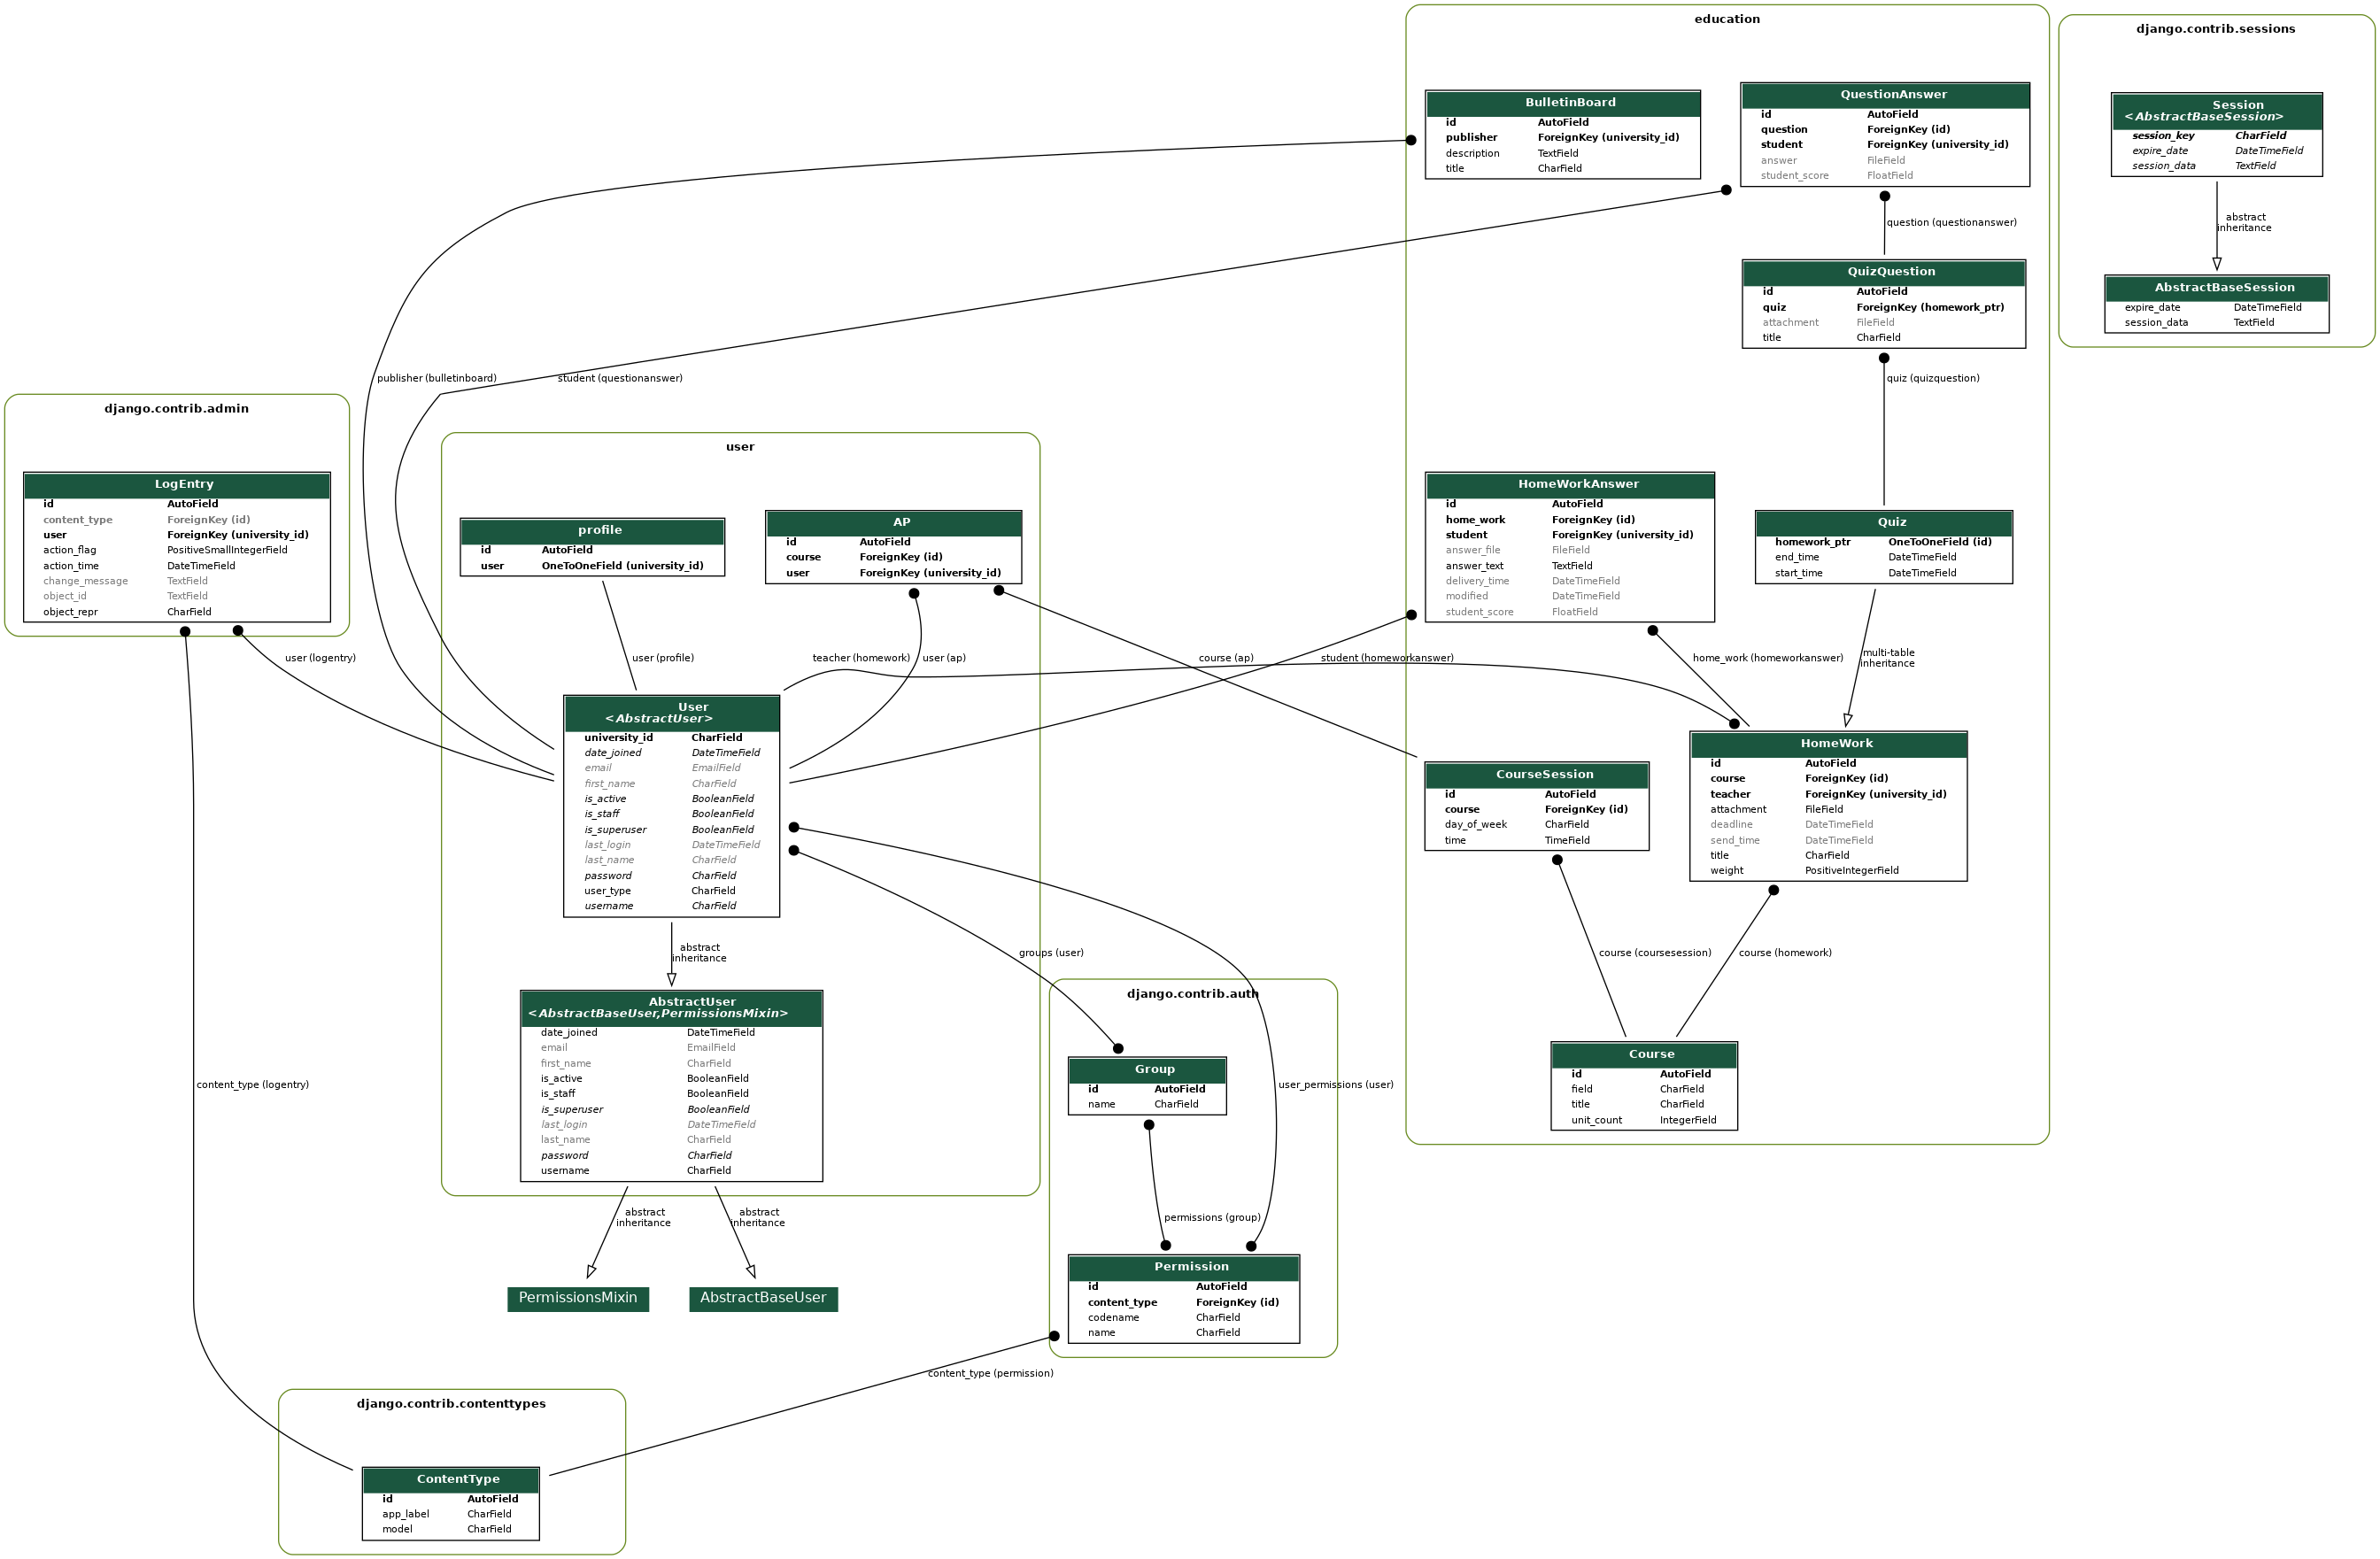 education
BulletinBoard
id AutoField
publisher ForeignKey (university_id)
description TextField
title CharField
QuestionAnswer
id AutoField
question ForeignKey (id)
student ForeignKey (university_id)
answer FileField
student_score FloatField
question (questionanswer)
QuizQuestion
id AutoField
quiz ForeignKey (homework_ptr)
attachment FileField
title CharField
quiz (quizquestion)
HomeWorkAnswer
id AutoField
home_work ForeignKey (id)
student ForeignKey (university_id)
answer_file FileField
answer_text TextField
delivery_time DateTimeField
modified DateTimeField
student_score FloatField
Quiz
homework_ptr OneToOneField (id)
end_time DateTimeField
start_time DateTimeField
home_work (homeworkanswer)
multi-table
inheritance
CourseSession
id AutoField
course ForeignKey (id)
day_of_week CharField
time TimeField
HomeWork
id AutoField
course ForeignKey (id)
teacher ForeignKey (university_id)
attachment FileField
deadline DateTimeField
send_time DateTimeField
title CharField
weight PositiveIntegerField
course (coursesession)
course (homework)
Course
id AutoField
field CharField
title CharField
unit_count IntegerField
django.contrib.sessions
Session
<AbstractBaseSession>
session_key CharField
expire_date DateTimeField
session_data TextField
abstract
inheritance
AbstractBaseSession
expire_date DateTimeField
session_data TextField
publisher (bulletinboard)
student (questionanswer)
django.contrib.admin
LogEntry
id AutoField
content_type ForeignKey (id)
user ForeignKey (university_id)
action_flag PositiveSmallIntegerField
action_time DateTimeField
change_message TextField
object_id TextField
object_repr CharField
user (logentry)
user
profile
id AutoField
user OneToOneField (university_id)
AP
id AutoField
course ForeignKey (id)
user ForeignKey (university_id)
user (profile)
teacher (homework)
user (ap)
course (ap)
student (homeworkanswer)
User
<AbstractUser>
university_id CharField
date_joined DateTimeField
email EmailField
first_name CharField
is_active BooleanField
is_staff BooleanField
is_superuser BooleanField
last_login DateTimeField
last_name CharField
password CharField
user_type CharField
username CharField
abstract
inheritance
groups (user)
AbstractUser
<AbstractBaseUser,PermissionsMixin>
date_joined DateTimeField
email EmailField
first_name CharField
is_active BooleanField
is_staff BooleanField
is_superuser BooleanField
last_login DateTimeField
last_name CharField
password CharField
username CharField
abstract
inheritance
abstract
inheritance
PermissionsMixin
AbstractBaseUser
django.contrib.auth
Group
id AutoField
name CharField
user_permissions (user)
permissions (group)
Permission
id AutoField
content_type ForeignKey (id)
codename CharField
name CharField
content_type (logentry)
content_type (permission)
django.contrib.contenttypes
ContentType
id AutoField
app_label CharField
model CharField